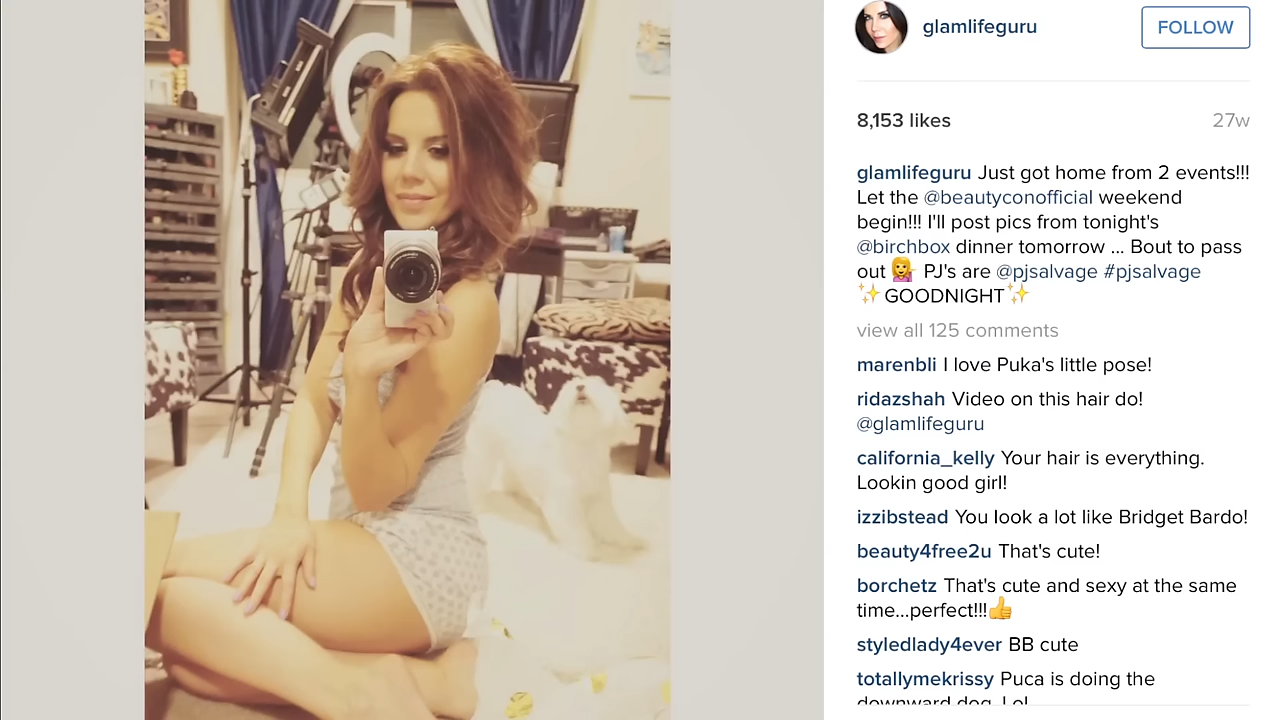 glamlifeguru
FOLLOW
8,153 likes
27w
glamlifeguru Just got home from 2 events!!!
Let the @beautyconofficial weekend
begin!!! I'll post pics from tonight's
@birchbox dinner tomorrow ... Bout to pass
out 💁 PJ's are @pjsalvage #pjsalvage
✨GOODNIGHT✨
view all 125 comments
marenbli I love Puka's little pose!
ridazshah Video on this hair do!
@glamlifeguru
california_kelly Your hair is everything.
Lookin good girl!
izzibstead You look a lot like Bridget Bardo!
beauty4free2u That's cute!
borchetz That's cute and sexy at the same
time...perfect!!!👍
styledlady4ever BB cute
totallymekrissy Puca is doing the
downward dog. Lol